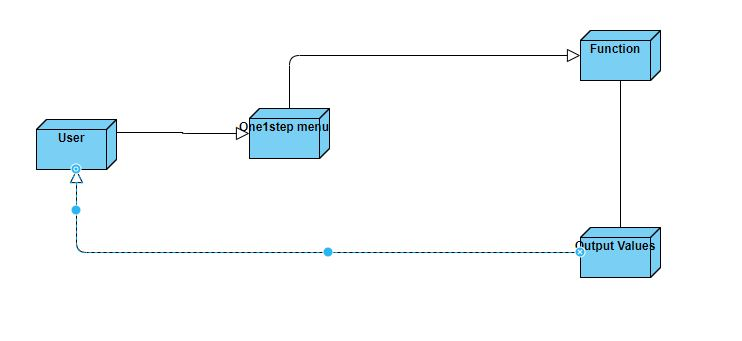 Function
One1step menu
User
Output Values